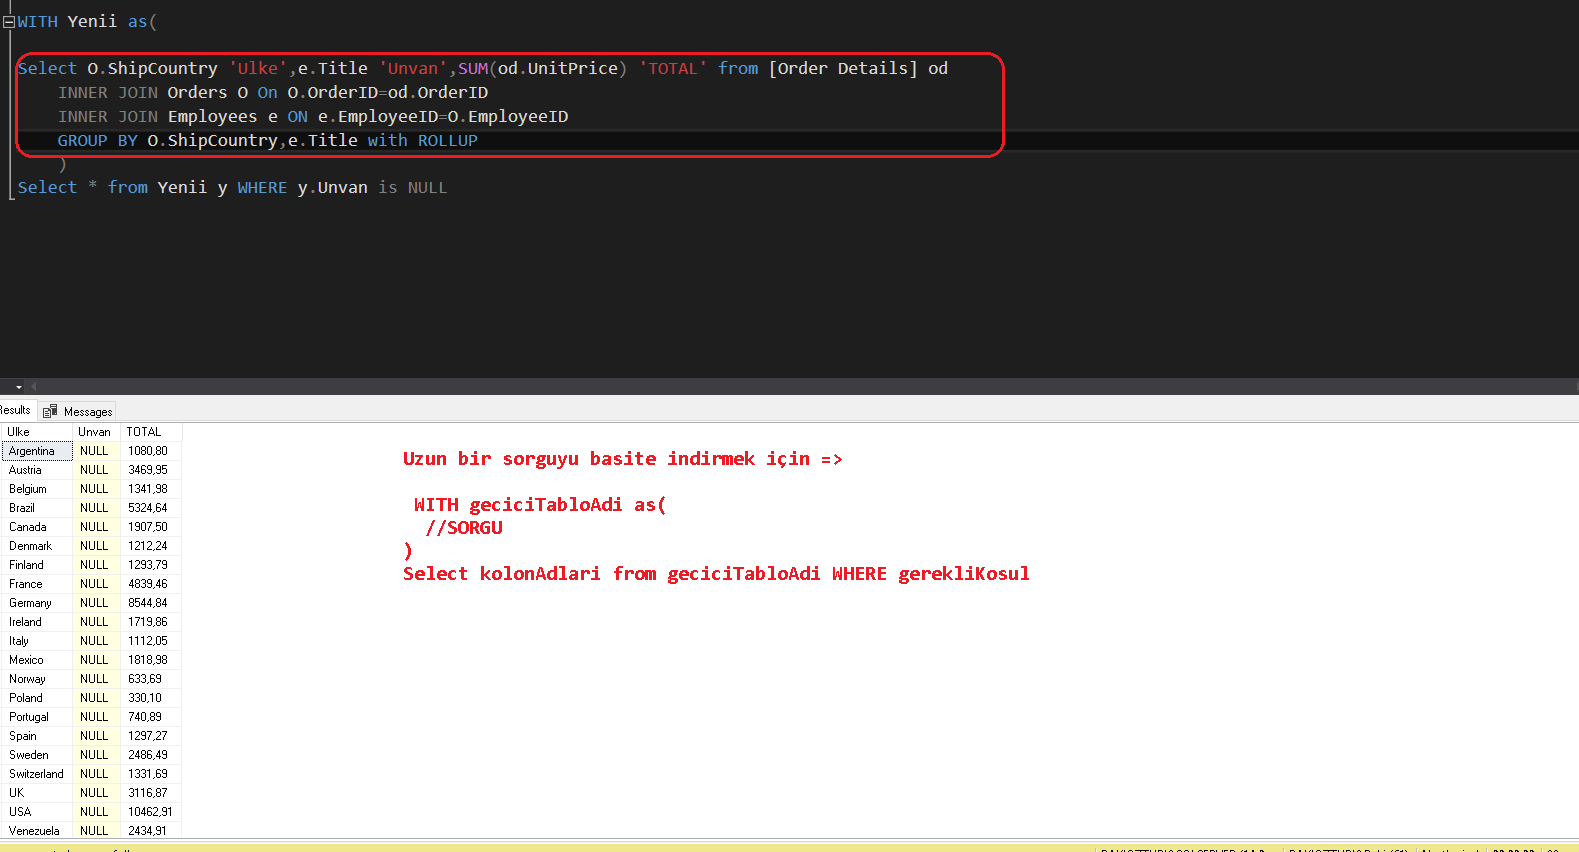 WITH Yenii as(
Select O.ShipCountry 'Ulke',e.Title 'Unvan',SUM(od.UnitPrice) 'TOTAL' from [Order Details] od
INNER JOIN Orders O On O.OrderID=od.OrderID
INNER JOIN Employees e ON e.EmployeeID=O.EmployeeID
GROUP BY O.ShipCountry,e.Title with ROLLUP
)
Select * from Yenii y WHERE y.Unvan is NULL
Results Messages
Ulke Unvan TOTAL
Argentina NULL 1080,80
Austria NULL 3469,95
Belgium NULL 1341,98
Brazil NULL 5324,64
Canada NULL 1907,50
Denmark NULL 1212,24
Finland NULL 1293,79
France NULL 4839,46
Germany NULL 8544,84
Ireland NULL 1719,86
Italy NULL 1112,05
Mexico NULL 1818,98
Norway NULL 633,69
Poland NULL 330,10
Portugal NULL 740,89
Spain NULL 1297,27
Sweden NULL 2486,49
Switzerland NULL 1331,69
UK NULL 3116,87
USA NULL 10462,91
Venezuela NULL 2434,91
Uzun bir sorguyu basite indirmek için =>
WITH geciciTabloAdi as(
//SORGU
)
Select kolonAdlari from geciciTabloAdi WHERE gerekliKosul